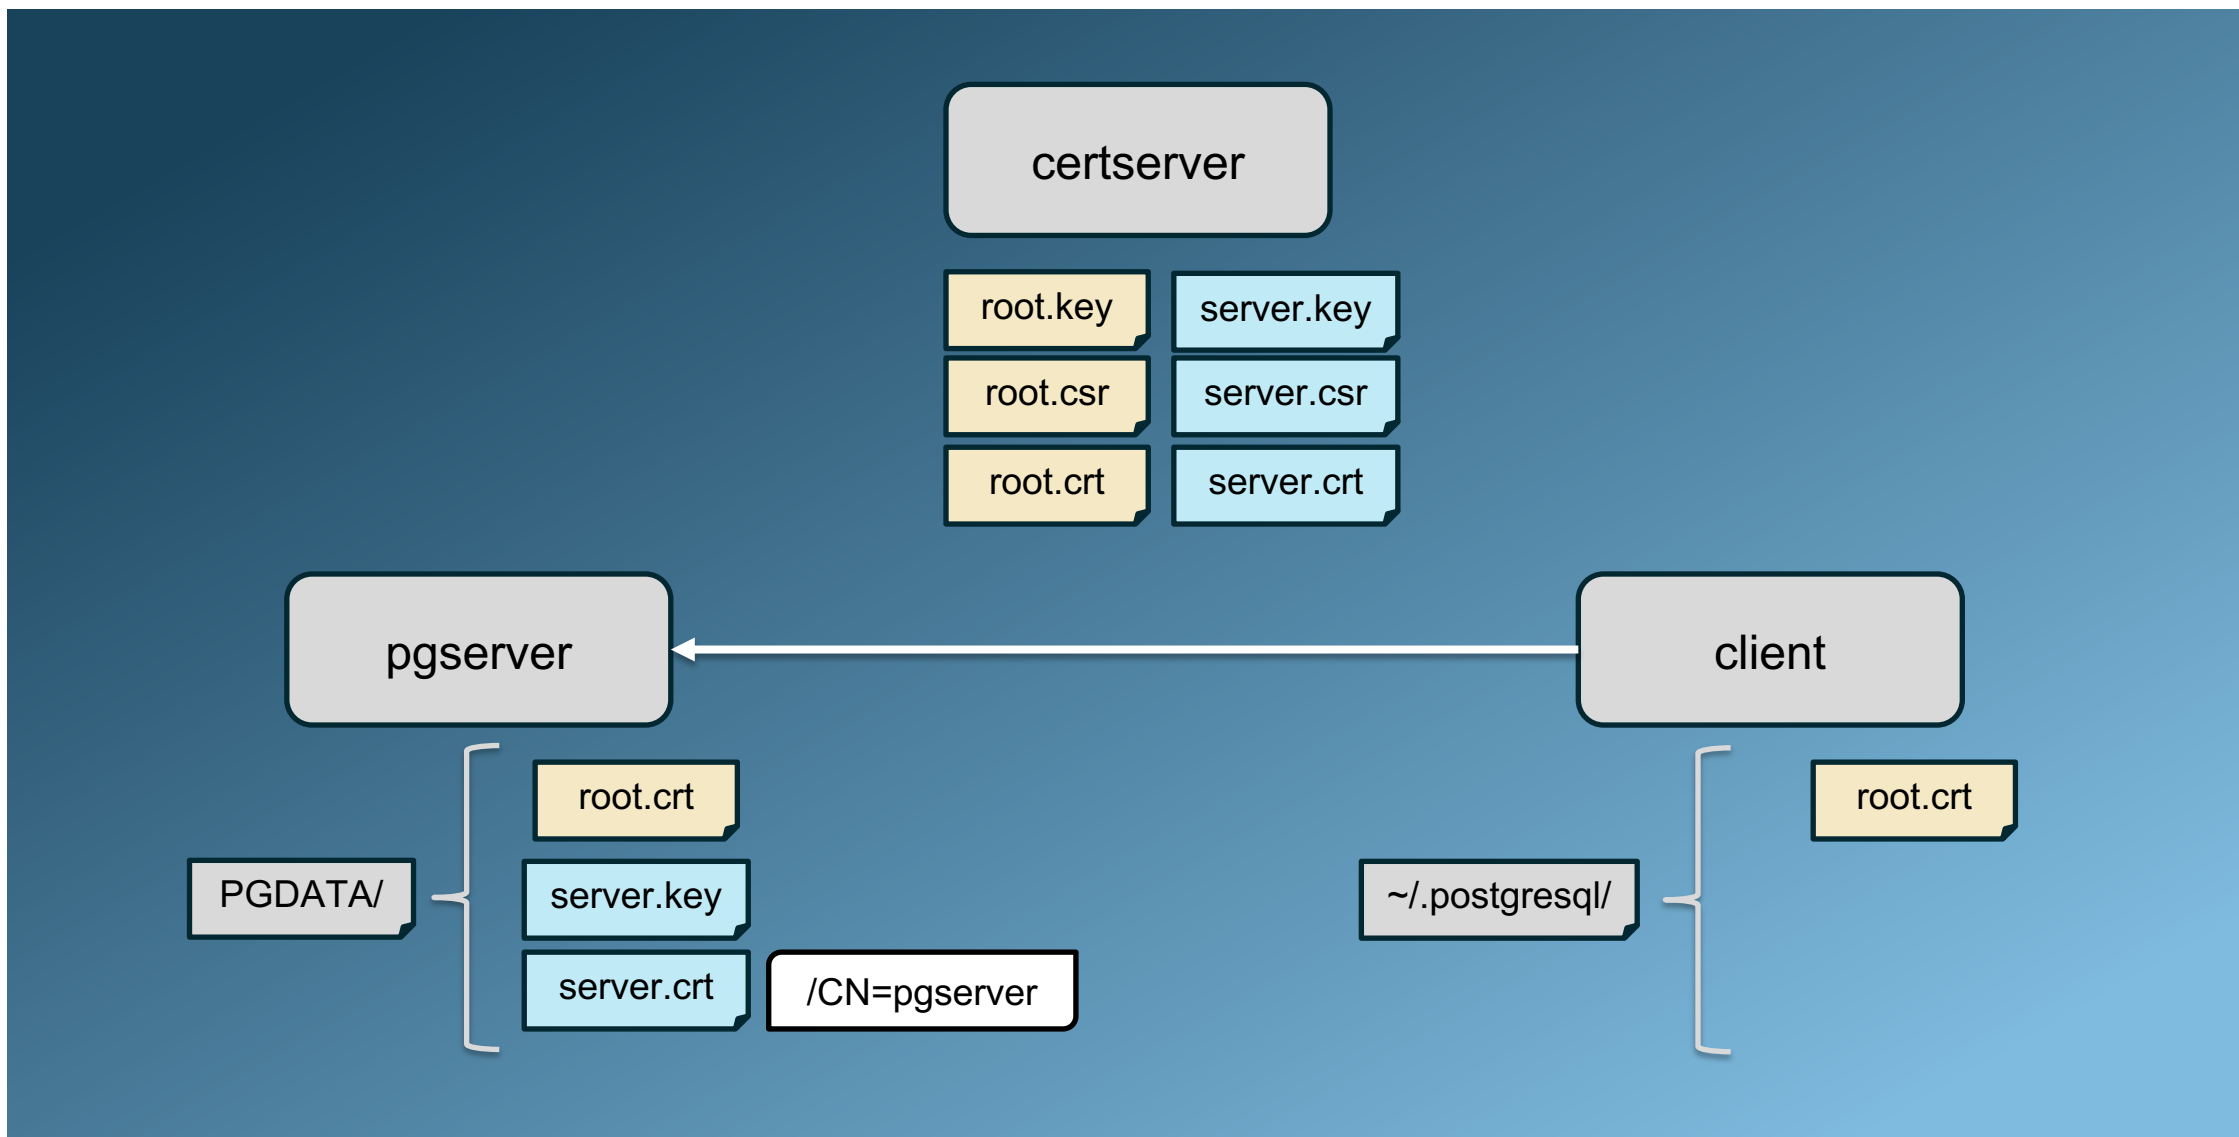 certserver
root.key
server.key
root.csr
server.csr
root.crt
server.crt
pgserver
client
root.crt
root.crt
PGDATA/
server.key
~/.postgresql/
server.crt
/CN=pgserver